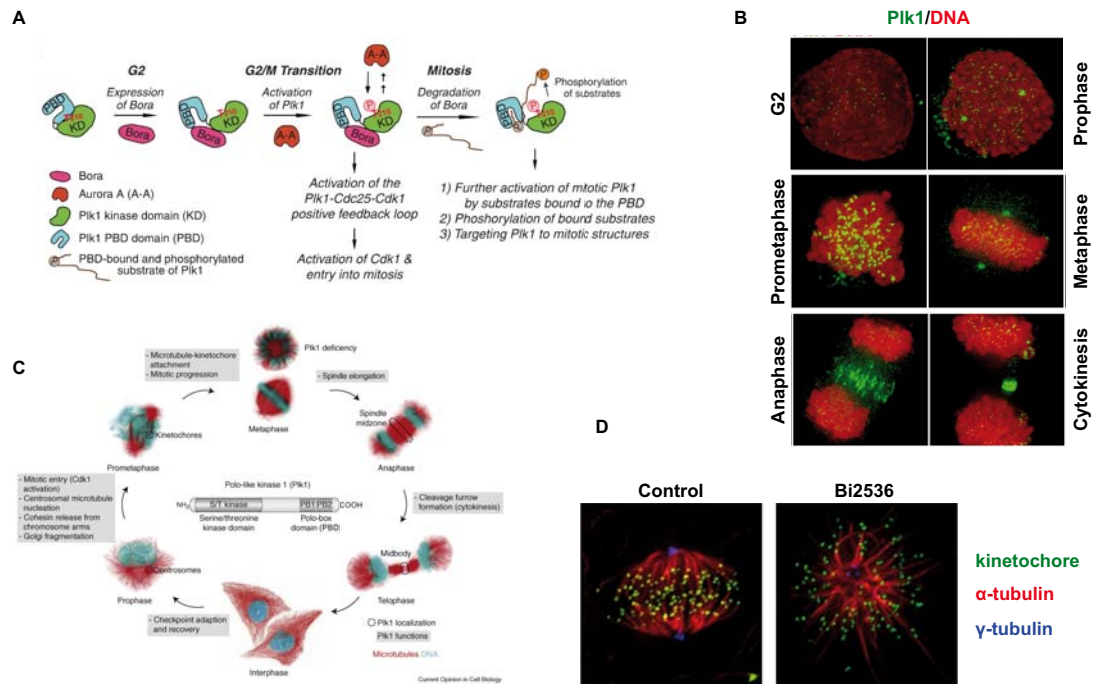 A
G2
Expression
of Bora
G2/M Transition
Activation
of Plk1
Mitosis
Degradation
of Bora
Phosphorylation
of substrates
PBD
KD
Bora
A-A
P
Bora
Aurora A (A-A)
Plk1 kinase domain (KD)
Plk1 PBD domain (PBD)
PBD-bound and phosphorylated
substrate of Plk1
Activation of the
Plk1-Cdc25-Cdk1
positive feedback loop
Activation of Cdk1 &
entry into mitosis
1) Further activation of mitotic Plk1
by substrates bound to the PBD
2) Phoshorylation of bound substrates
3) Targeting Plk1 to mitotic structures
B
Plk1/DNA
G2
Prophase
Prometaphase
Metaphase
Anaphase
Cytokinesis
C
- Microtubule-kinetochore
attachment
- Mitotic progression
Plk1 deficiency
Metaphase
- Spindle elongation
Spindle
midzone
Anaphase
Kinetochores
Prometaphase
- Mitotic entry (Cdk1
activation)
- Centrosomal microtubule
nucleation
- Cohesin release from
chromosome arms
- Golgi fragmentation
Polo-like kinase 1 (Plk1)
NH2
S/T kinase
PB1
PB2
COOH
Serine/threonine
kinase domain
Polo-box
domain (PBD)
- Cleavage furrow
formation (cytokinesis)
Midbody
Telophase
Centrosomes
Prophase
- Checkpoint adaption
and recovery
Interphase
Plk1 localization
Plk1 functions
Microtubules DNA
Current Opinion in Cell Biology
D
Control
Bi2536
kinetochore
α-tubulin
γ-tubulin